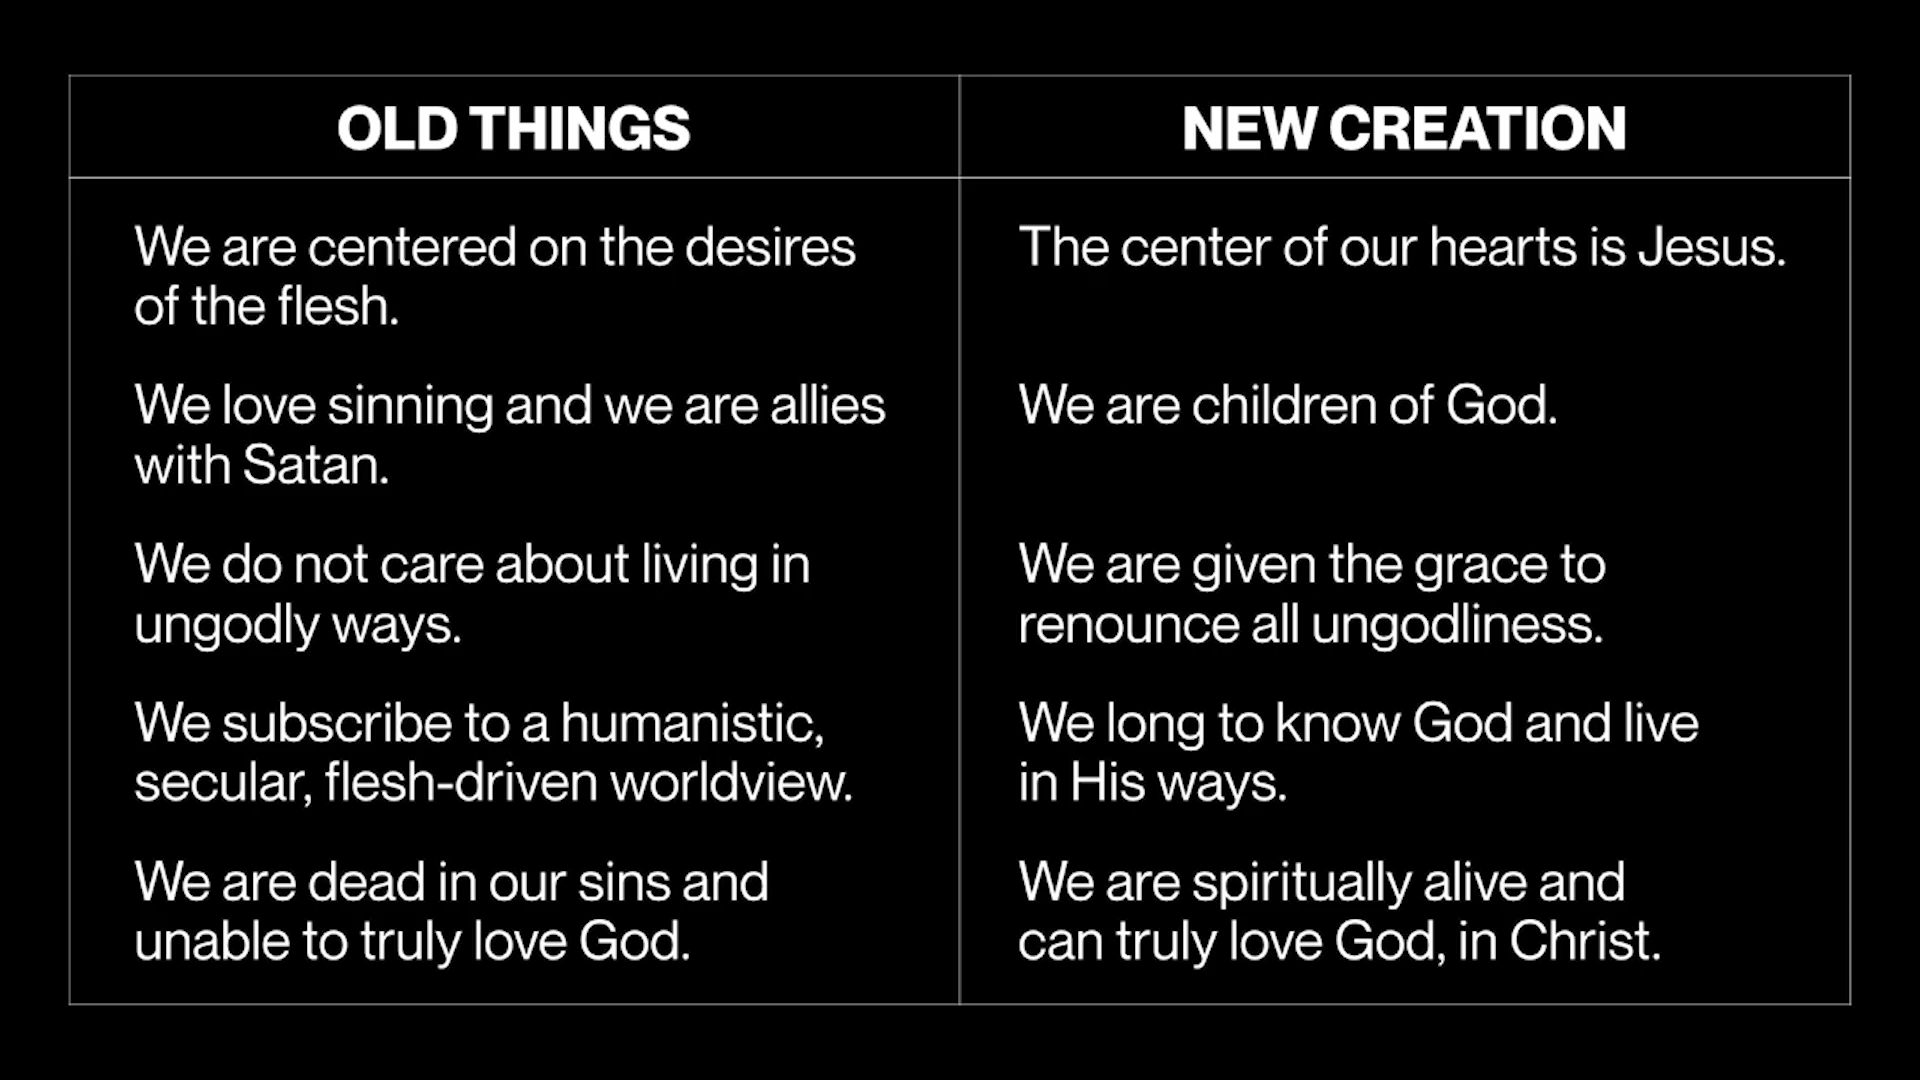 OLD THINGS
NEW CREATION
We are centered on the desires
of the flesh.
The center of our hearts is Jesus.
We love sinning and we are allies
with Satan.
We are children of God.
We do not care about living in
ungodly ways.
We are given the grace to
renounce all ungodliness.
We subscribe to a humanistic,
secular, flesh-driven worldview.
We long to know God and live
in His ways.
We are dead in our sins and
unable to truly love God.
We are spiritually alive and
can truly love God, in Christ.